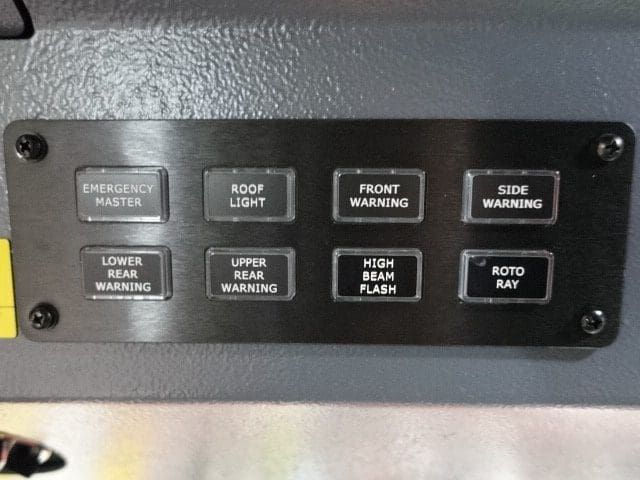 EMERGENCY
MASTER
ROOF
LIGHT
FRONT
WARNING
SIDE
WARNING
LOWER
REAR
WARNING
UPPER
REAR
WARNING
HIGH
BEAM
FLASH
ROTO
RAY